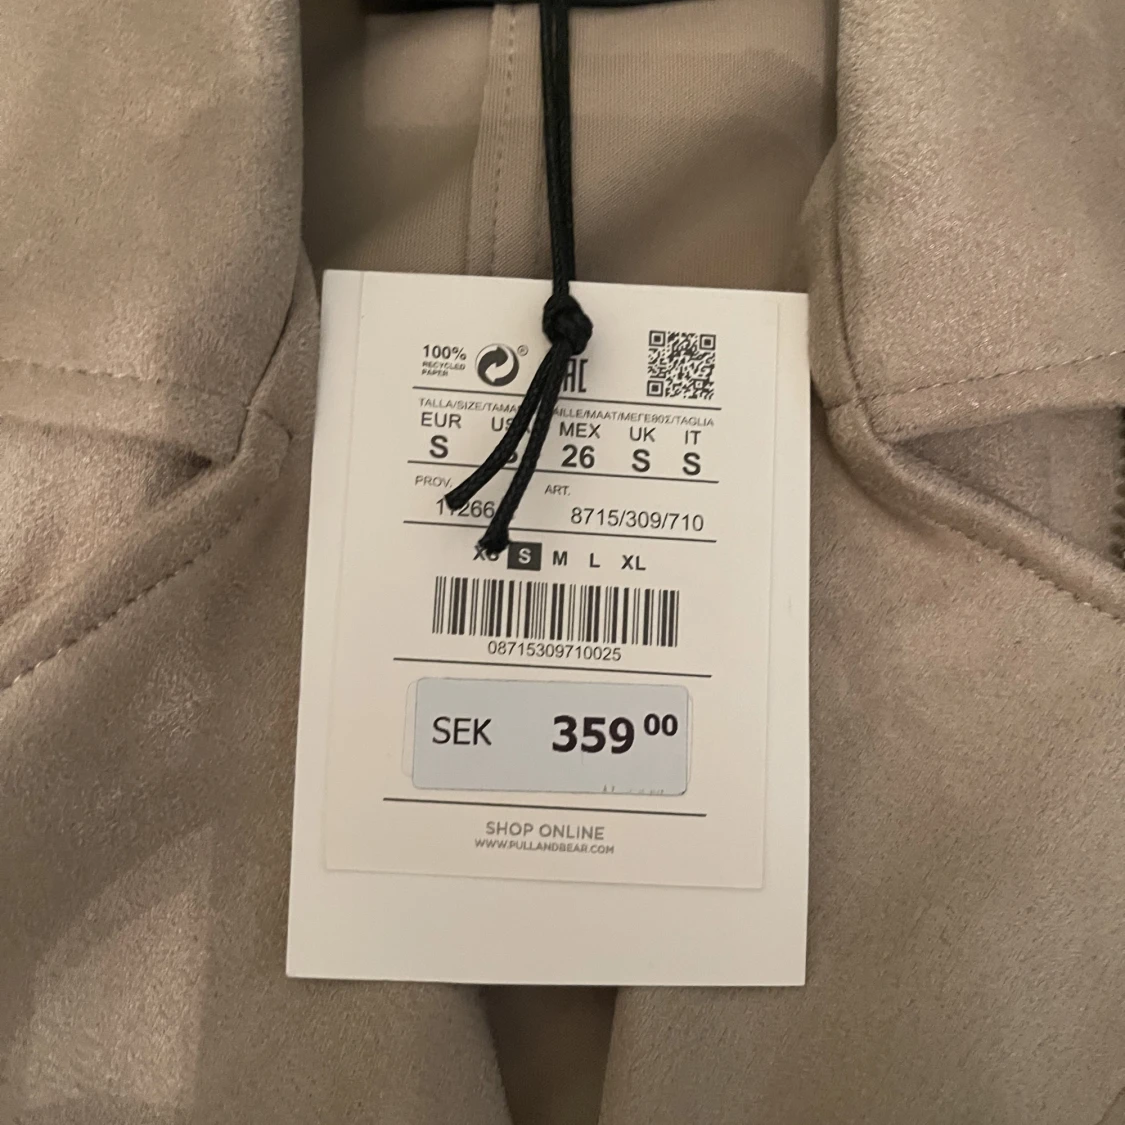 100%
RECYCLED
PAPER
®
TALLA/SIZE/ AILLE/MAAT/ΜΕΓΕΘΟΣ/TAGLIA
EUR MEX UK IT
S 26 S S
PROV. ART.
8715/309/710
S M L XL
08715309710025
SEK 359 00
SHOP ONLINE
WWW.PULLANDBEAR.COM